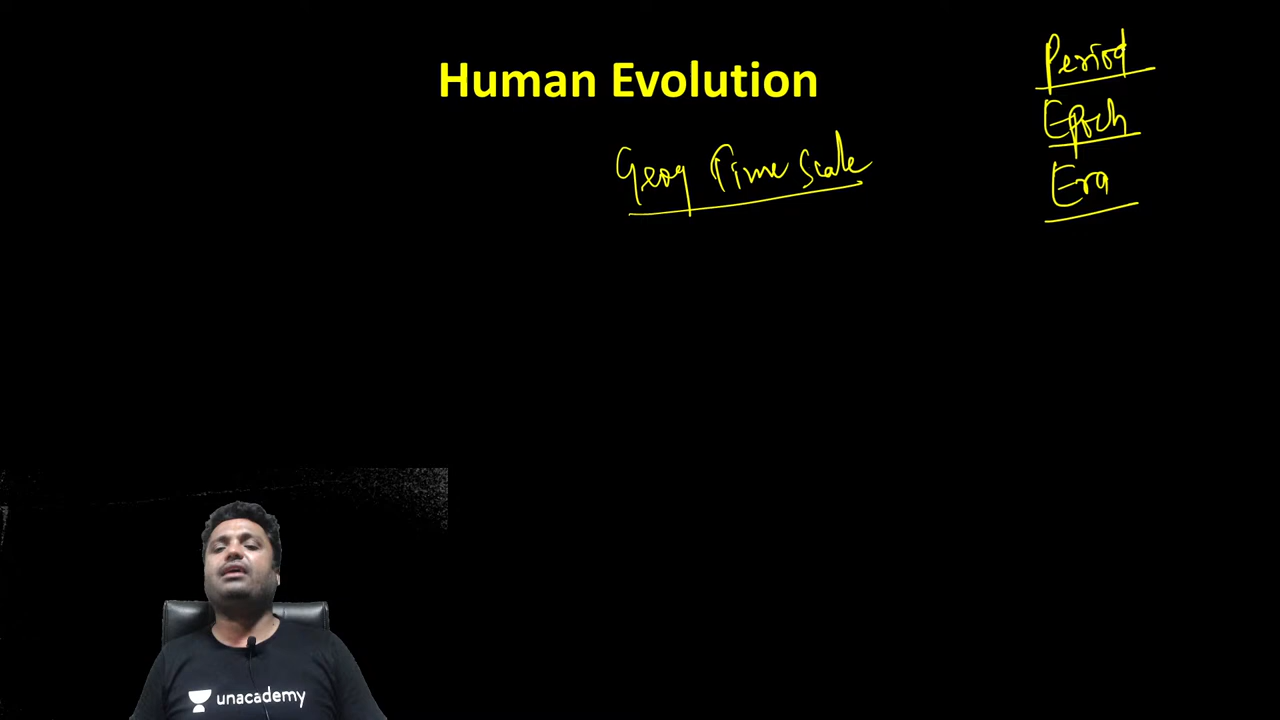 Human Evolution
Geog Time Scale
Period
Epoch
Era
unacademy